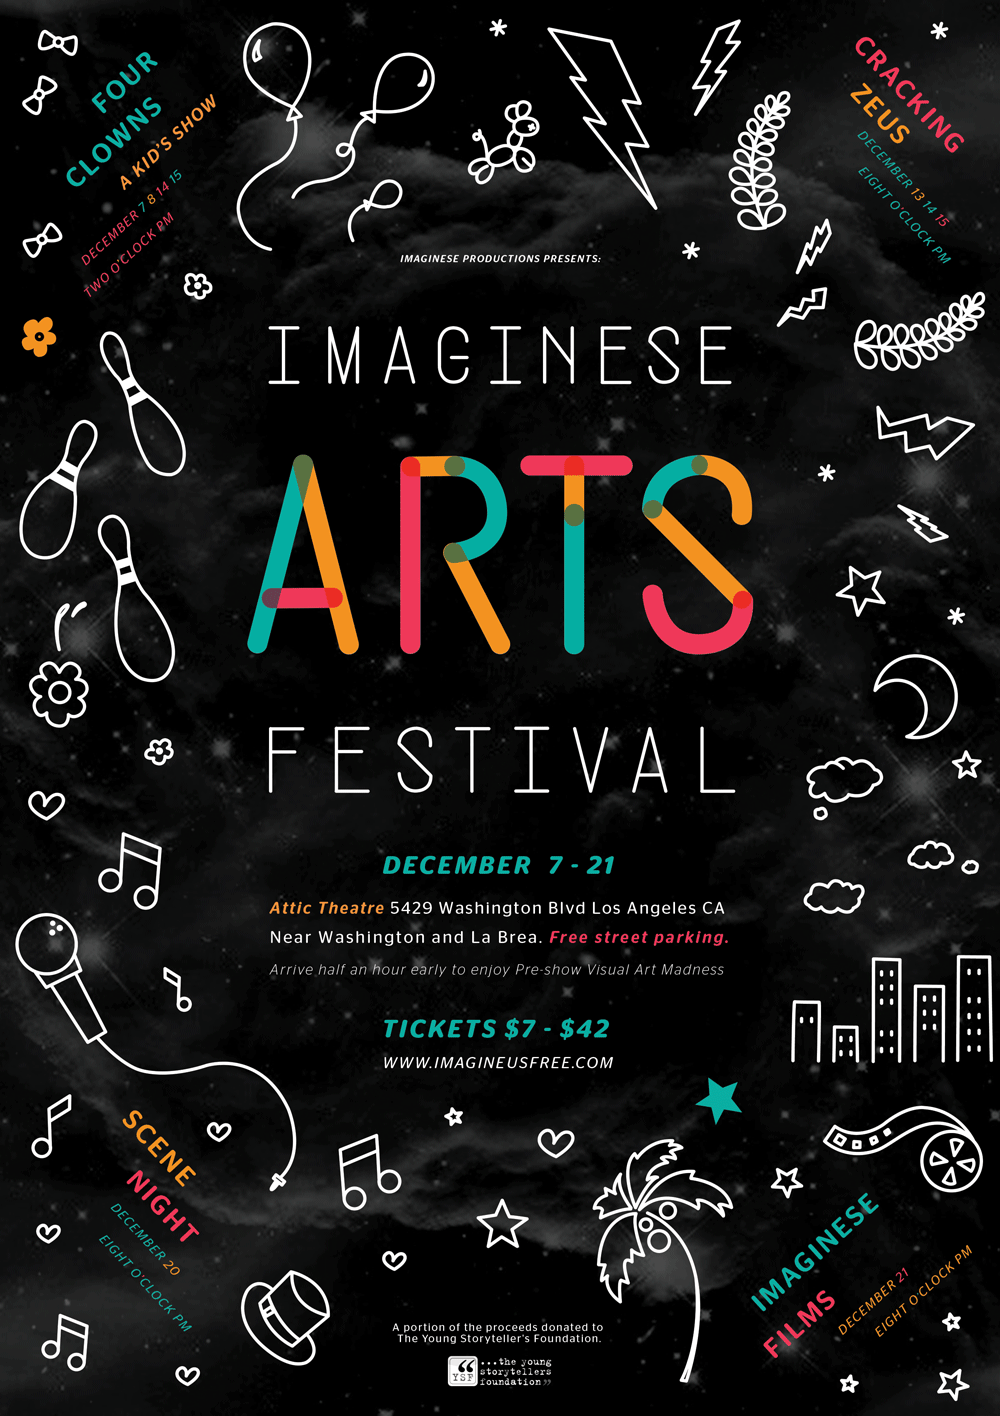 FOUR
CLOWNS
A KID'S SHOW
DECEMBER 7 8 14 15
TWO O'CLOCK PM
CRACKING
ZEUS
DECEMBER 13 14 15
EIGHT O'CLOCK PM
IMAGINESE PRODUCTIONS PRESENTS:
IMAGINESE
ARTS
FESTIVAL
DECEMBER 7 - 21
Attic Theatre 5429 Washington Blvd Los Angeles CA
Near Washington and La Brea. Free street parking.
Arrive half an hour early to enjoy Pre-show Visual Art Madness
TICKETS $7 - $42
WWW.IMAGINEUSFREE.COM
SCENE
NIGHT
DECEMBER 20
EIGHT O'CLOCK PM
IMAGINESE
FILMS
DECEMBER 21
EIGHT O'CLOCK PM
A portion of the proceeds donated to
The Young Storyteller's Foundation.
“ YSF
...the young
storytellers
foundation”